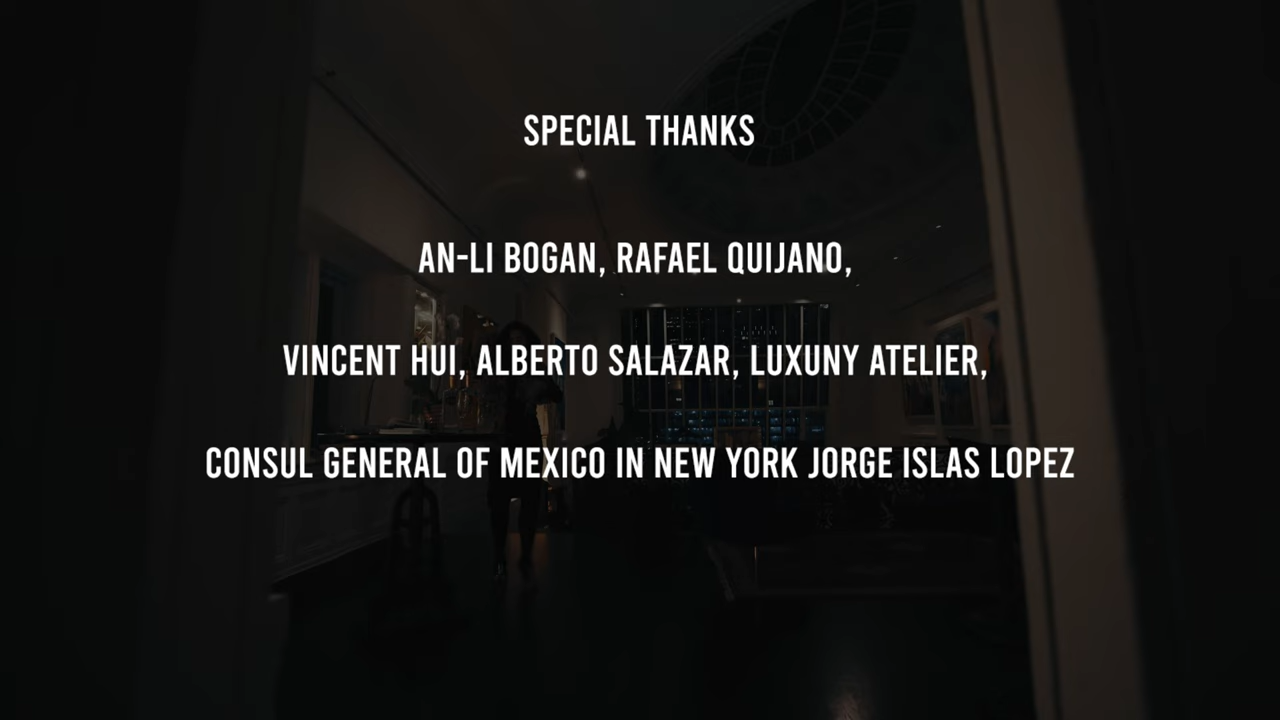 SPECIAL THANKS
AN-LI BOGAN, RAFAEL QUIJANO,
VINCENT HUI, ALBERTO SALAZAR, LUXUNY ATELIER,
CONSUL GENERAL OF MEXICO IN NEW YORK JORGE ISLAS LOPEZ